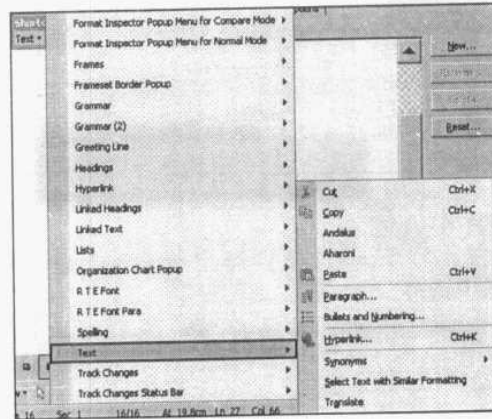 Text
Format Inspector Popup Menu for Compare Mode
Format Inspector Popup Menu for Normal Mode
Frames
Frameset Border Popup
Grammar
Grammar (2)
Greeting Line
Headings
Hyperlink
Linked Headings
Linked Text
Lists
Organization Chart Popup
R T E Font
R T E Font Para
Spelling
Text
Track Changes
Track Changes Status Bar
New...
Reset...
Cut Ctrl+X
Copy Ctrl+C
Andalus
Aharoni
Paste Ctrl+V
Paragraph...
Bullets and Numbering...
Hyperlink... Ctrl+K
Synonyms
Select Text with Similar Formatting
Translate
e 16 Sec 1 16/16 At 19.8cm Ln 27 Col 66